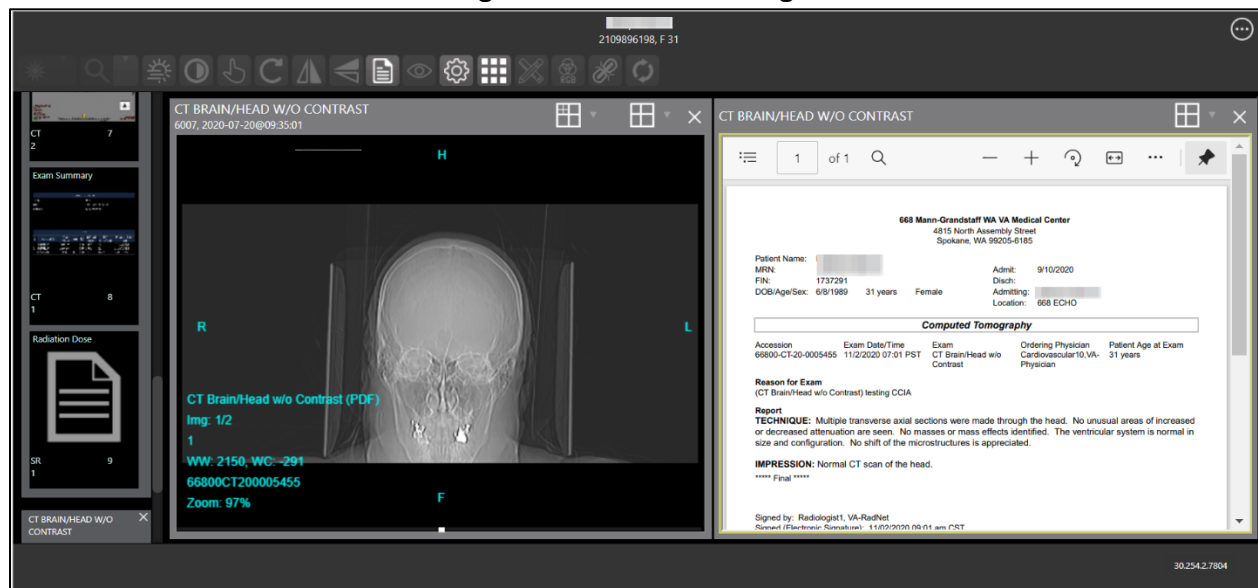 2109896198, F 31
CT 7
2
Exam Summary
CT 8
1
Radiation Dose
SR 9
1
CT BRAIN/HEAD W/O
CONTRAST
CT BRAIN/HEAD W/O CONTRAST
6007, 2020-07-20@09:35:01
H
R
L
CT Brain/Head w/o Contrast (PDF)
Img: 1/2
1
WW: 2150, WC: -291
66800CT200005455
Zoom: 97%
F
CT BRAIN/HEAD W/O CONTRAST
1 of 1
668 Mann-Grandstaff WA VA Medical Center
4815 North Assembly Street
Spokane, WA 99205-6185
Patient Name:
MRN: Admit: 9/10/2020
FIN: 1737291 Disch:
DOB/Age/Sex: 6/8/1989 31 years Female Admitting:
Location: 668 ECHO
Computed Tomography
Accession Exam Date/Time Exam Ordering Physician Patient Age at Exam
66800-CT-20-0005455 11/2/2020 07:01 PST CT Brain/Head w/o Cardiovascular10,VA- 31 years
Contrast Physician
Reason for Exam
(CT Brain/Head w/o Contrast) testing CCIA
Report
TECHNIQUE: Multiple transverse axial sections were made through the head. No unusual areas of increased
or decreased attenuation are seen. No masses or mass effects identified. The ventricular system is normal in
size and configuration. No shift of the microstructures is appreciated.
IMPRESSION: Normal CT scan of the head.
***** Final *****
Signed by: Radiologist1, VA-RadNet
Signed (Electronic Signature): 11/02/2020 09:01 am CST
30.254.2.7804